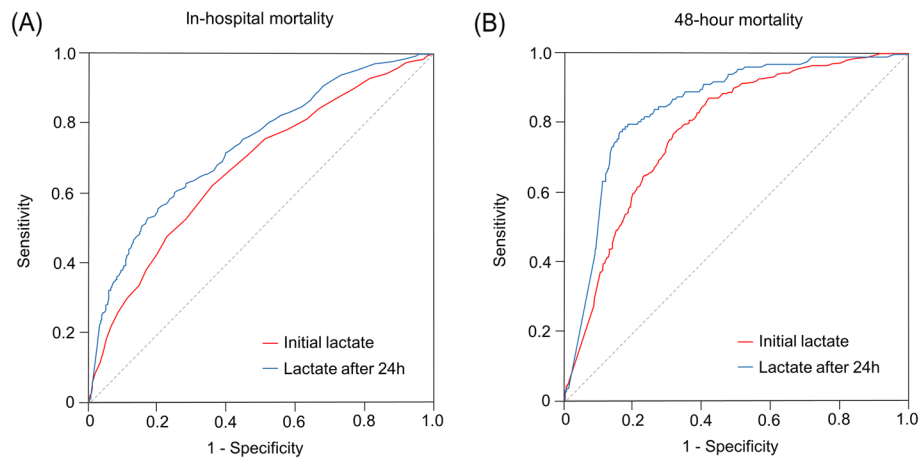 (A)
In-hospital mortality
1.0
0.8
0.6
0.4
0.2
0
Sensitivity
Initial lactate
Lactate after 24h
0
0.2
0.4
0.6
0.8
1.0
1 - Specificity
(B)
48-hour mortality
1.0
0.8
0.6
0.4
0.2
0
Sensitivity
Initial lactate
Lactate after 24h
0
0.2
0.4
0.6
0.8
1.0
1 - Specificity